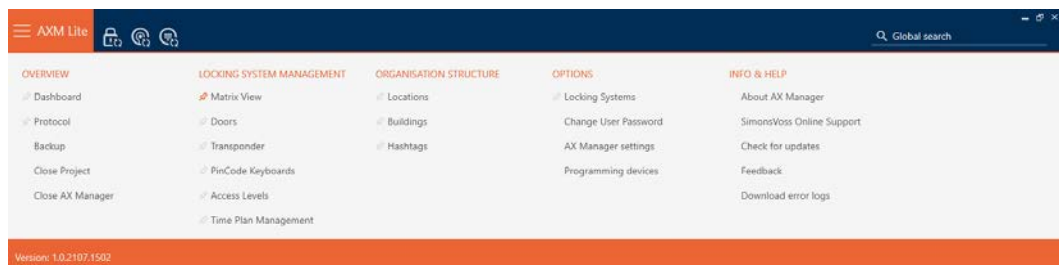 AXM Lite
Global search
OVERVIEW
Dashboard
Protocol
Backup
Close Project
Close AX Manager
LOCKING SYSTEM MANAGEMENT
Matrix View
Doors
Transponder
PinCode Keyboards
Access Levels
Time Plan Management
ORGANISATION STRUCTURE
Locations
Buildings
Hashtags
OPTIONS
Locking Systems
Change User Password
AX Manager settings
Programming devices
INFO & HELP
About AX Manager
SimonsVoss Online Support
Check for updates
Feedback
Download error logs
Version: 1.0.2107.1502